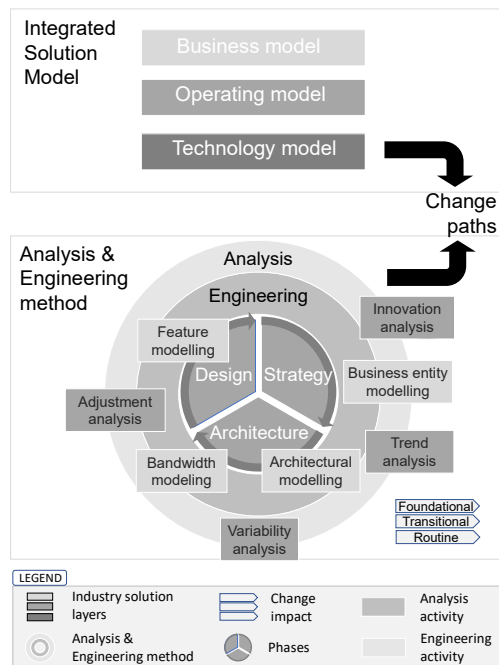 Integrated
Solution
Model
Business model
Operating model
Technology model
Change
paths
Analysis &
Engineering
method
Analysis
Engineering
Innovation
analysis
Feature
modelling
Design
Strategy
Business entity
modelling
Adjustment
analysis
Architecture
Trend
analysis
Bandwidth
modeling
Architectural
modelling
Variability
analysis
Foundational
Transitional
Routine
LEGEND
Industry solution
layers
Change
impact
Analysis
activity
Analysis &
Engineering method
Phases
Engineering
activity